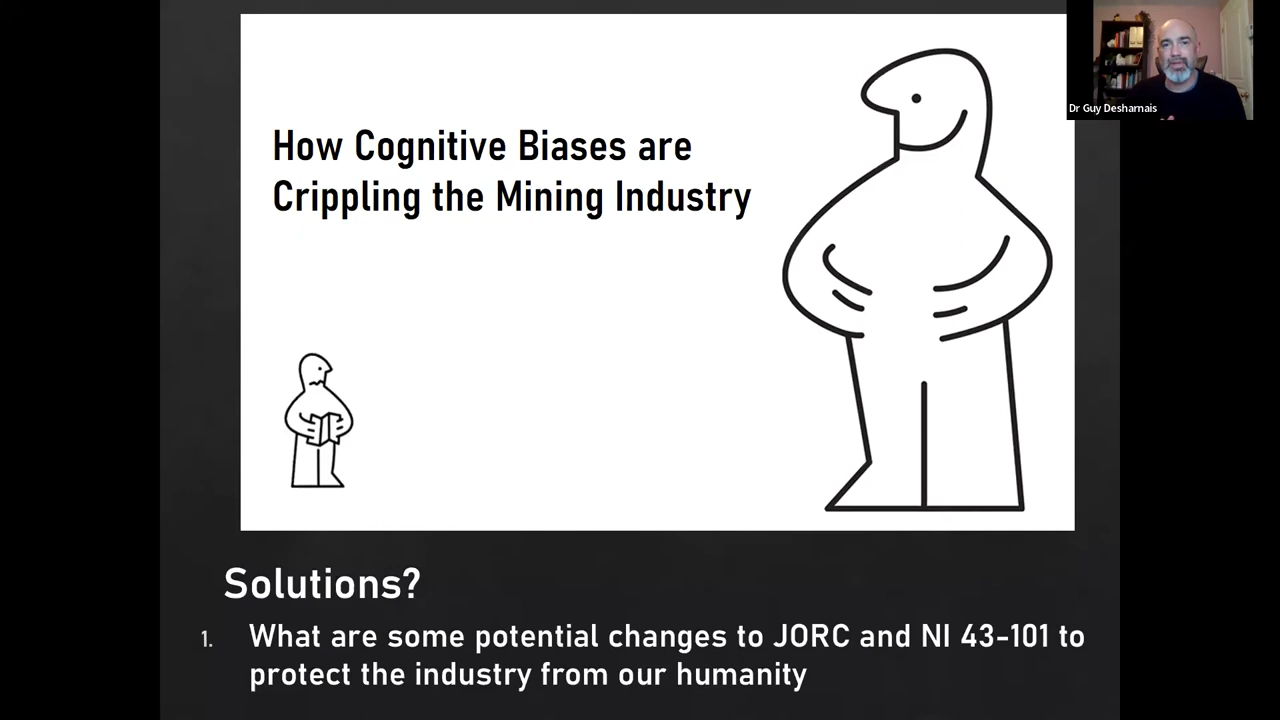 How Cognitive Biases are
Crippling the Mining Industry
Dr Guy Desharnais
Solutions?
1. What are some potential changes to JORC and NI 43-101 to
protect the industry from our humanity